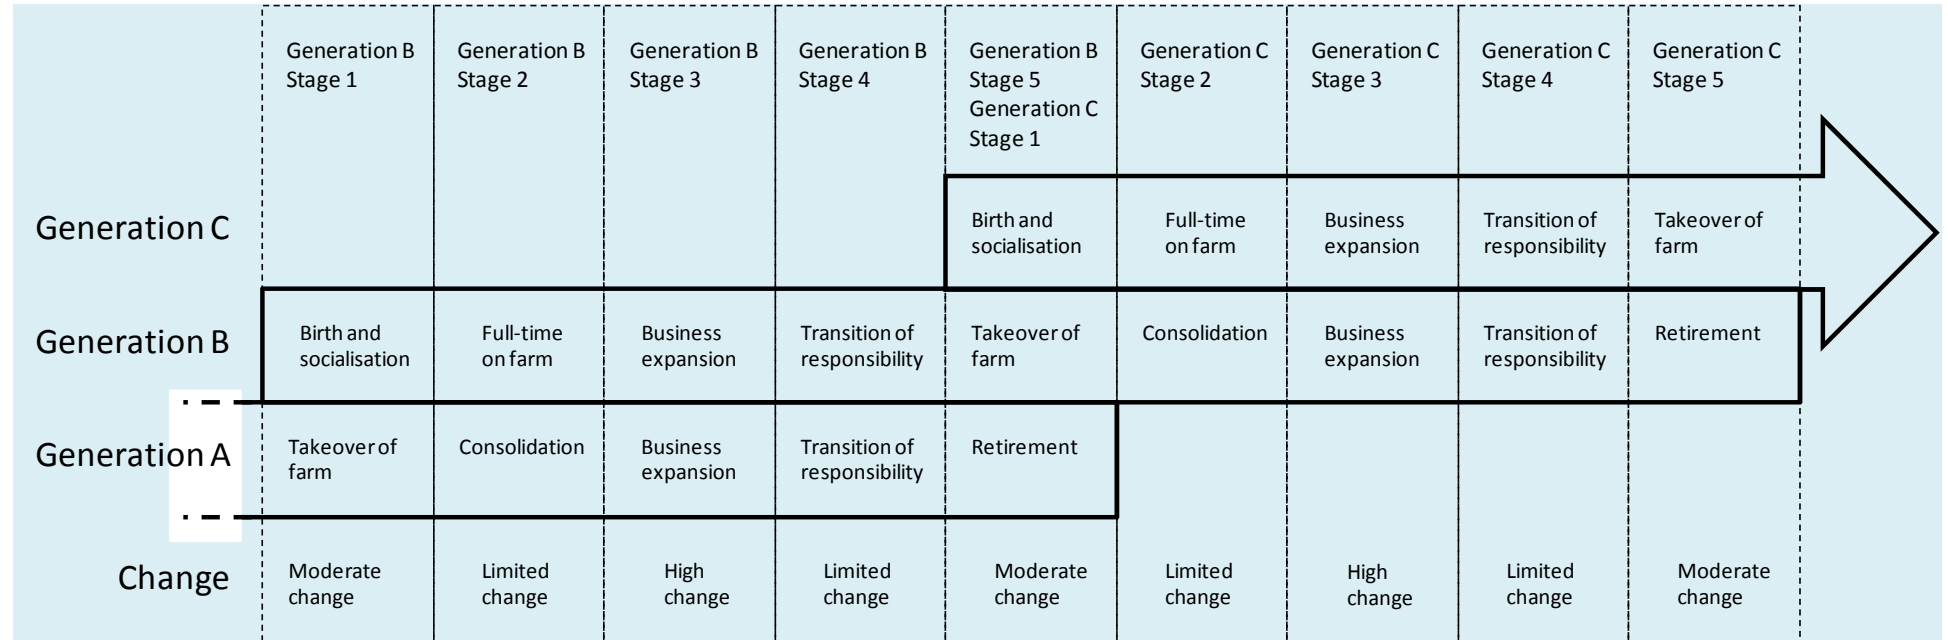 Generation B
Stage 1
Generation B
Stage 2
Generation B
Stage 3
Generation B
Stage 4
Generation B
Stage 5
Generation C
Stage 1
Generation C
Stage 2
Generation C
Stage 3
Generation C
Stage 4
Generation C
Stage 5
Generation C
Birth and
socialisation
Full-time
on farm
Business
expansion
Transition of
responsibility
Takeover of
farm
Generation B
Birth and
socialisation
Full-time
on farm
Business
expansion
Transition of
responsibility
Takeover of
farm
Consolidation
Business
expansion
Transition of
responsibility
Retirement
Generation A
Takeover of
farm
Consolidation
Business
expansion
Transition of
responsibility
Retirement
Change
Moderate
change
Limited
change
High
change
Limited
change
Moderate
change
Limited
change
High
change
Limited
change
Moderate
change